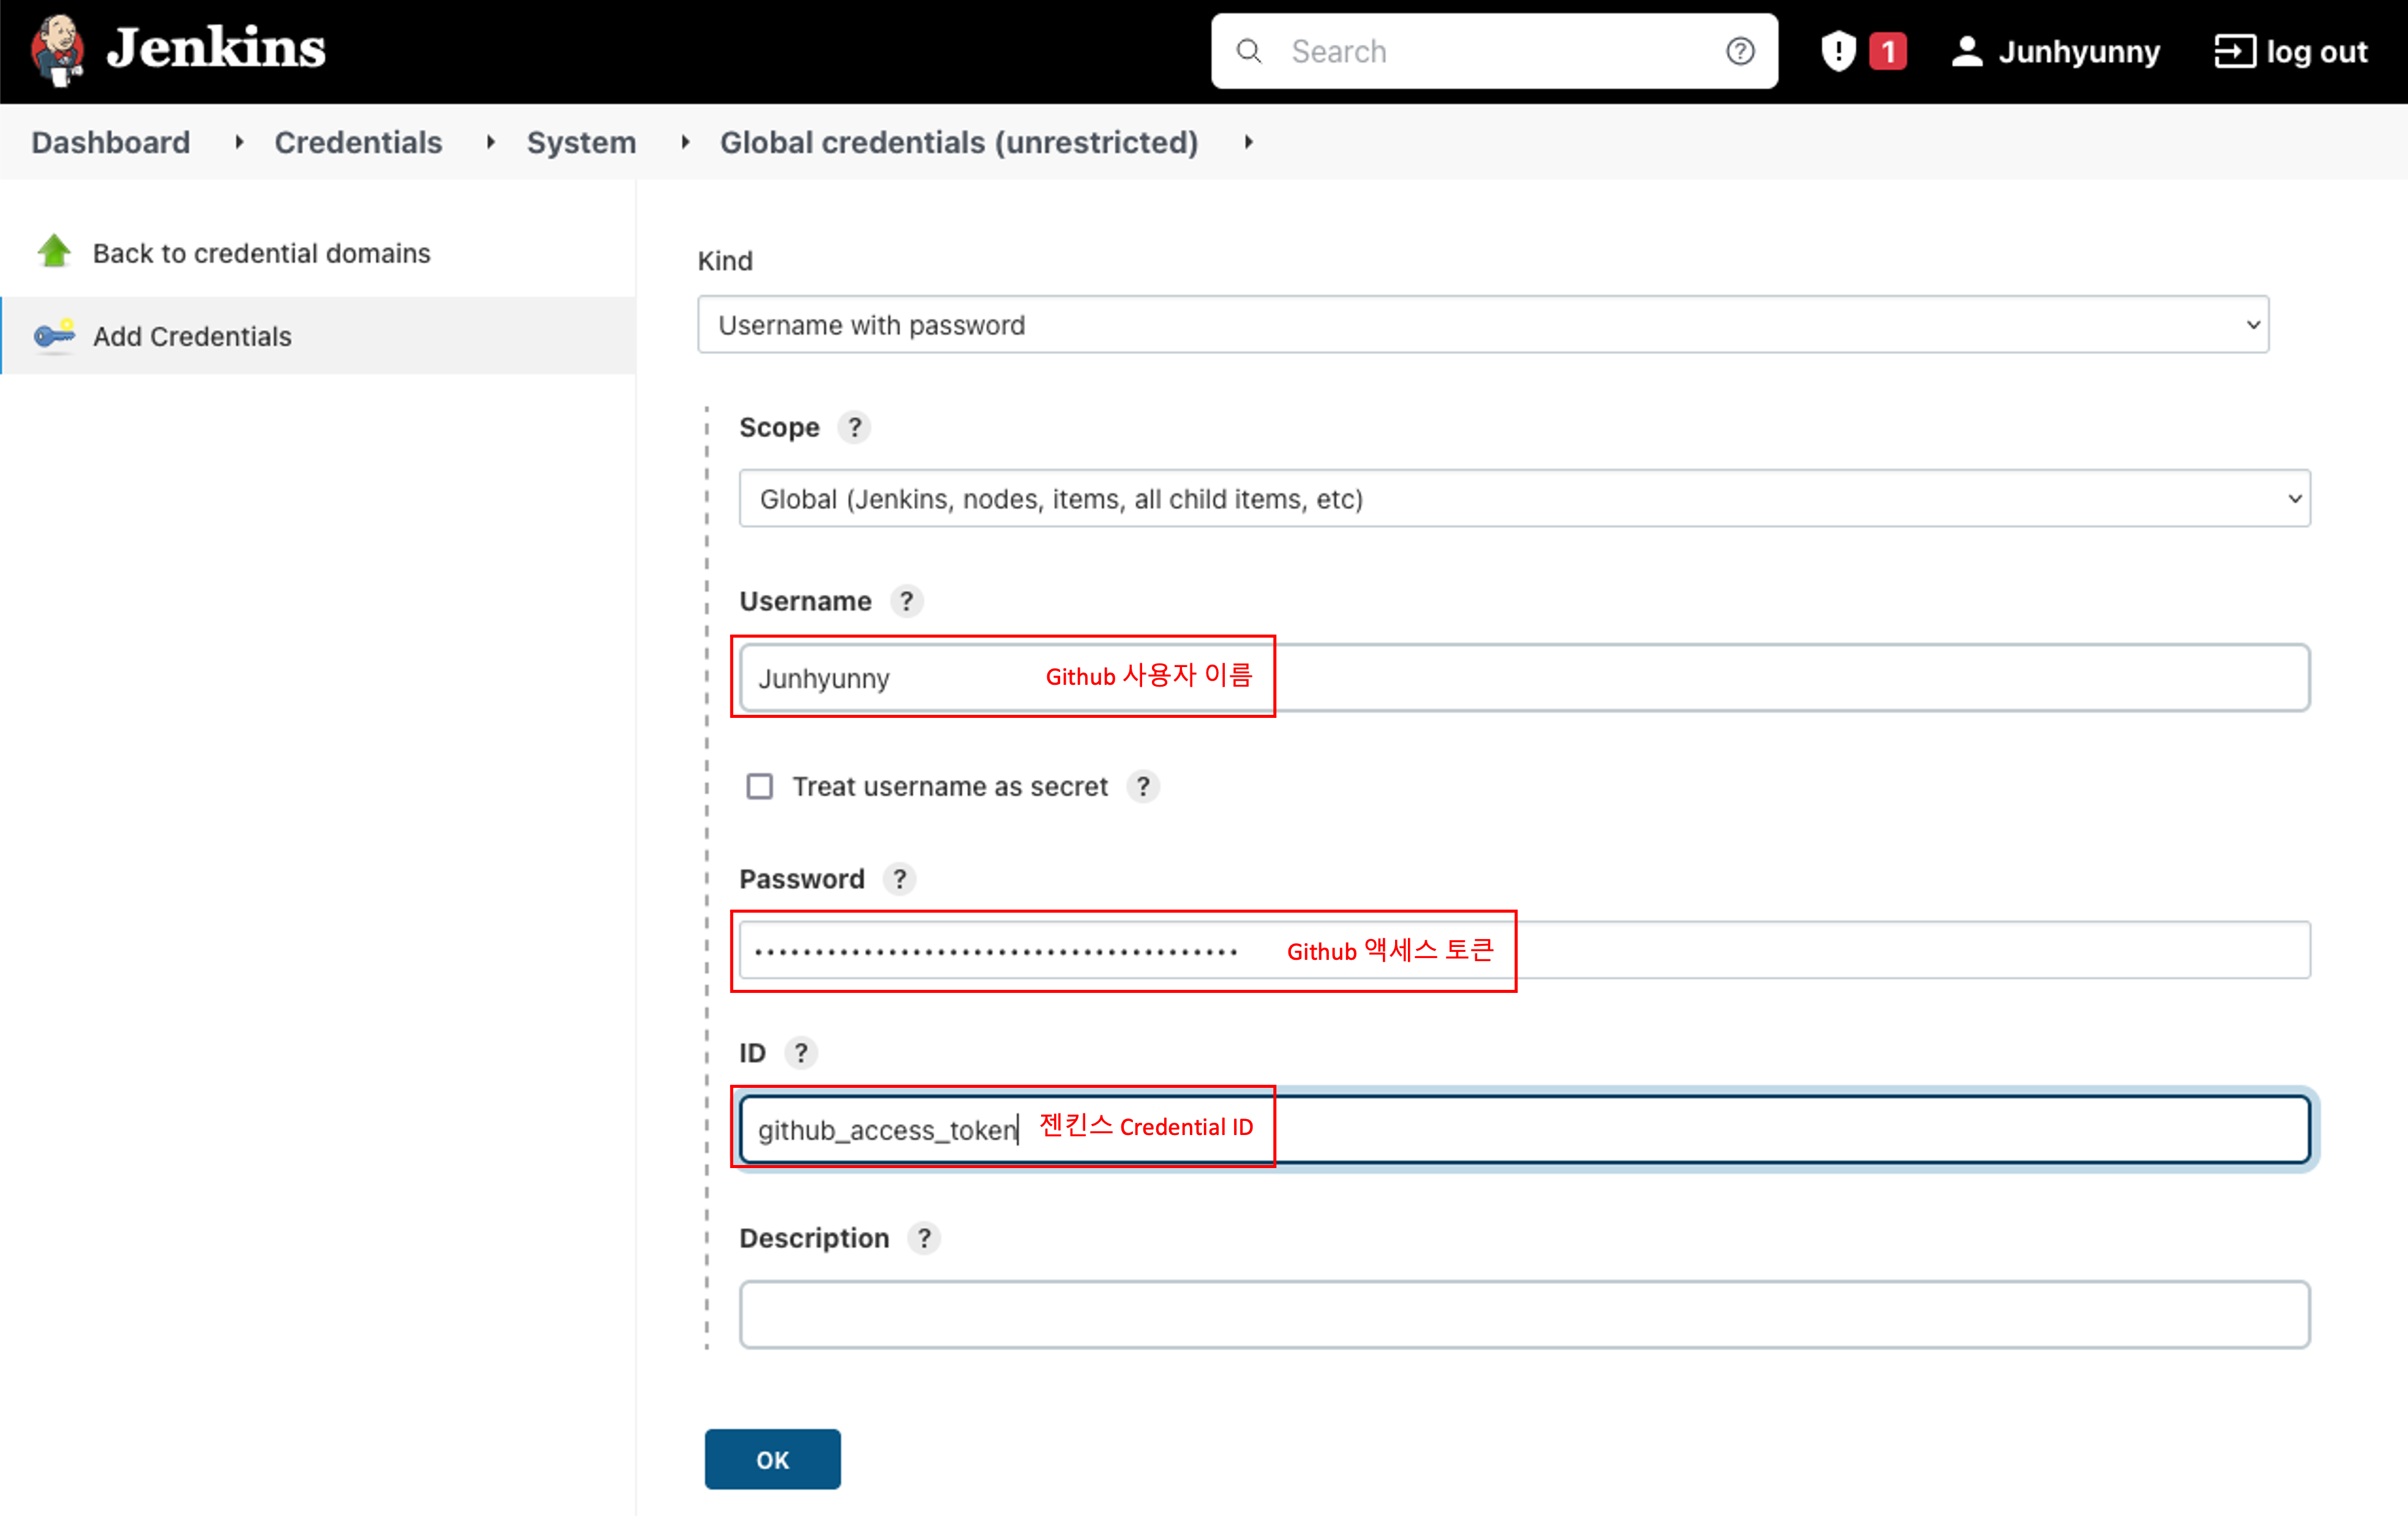 Jenkins
Search
1
Junhyunny
log out
Dashboard
Credentials
System
Global credentials (unrestricted)
Back to credential domains
Add Credentials
Kind
Username with password
Scope ?
Global (Jenkins, nodes, items, all child items, etc)
Username ?
Junhyunny Github 사용자 이름
Treat username as secret ?
Password ?
Github 액세스 토큰
ID ?
github_access_token 젠킨스 Credential ID
Description ?
OK